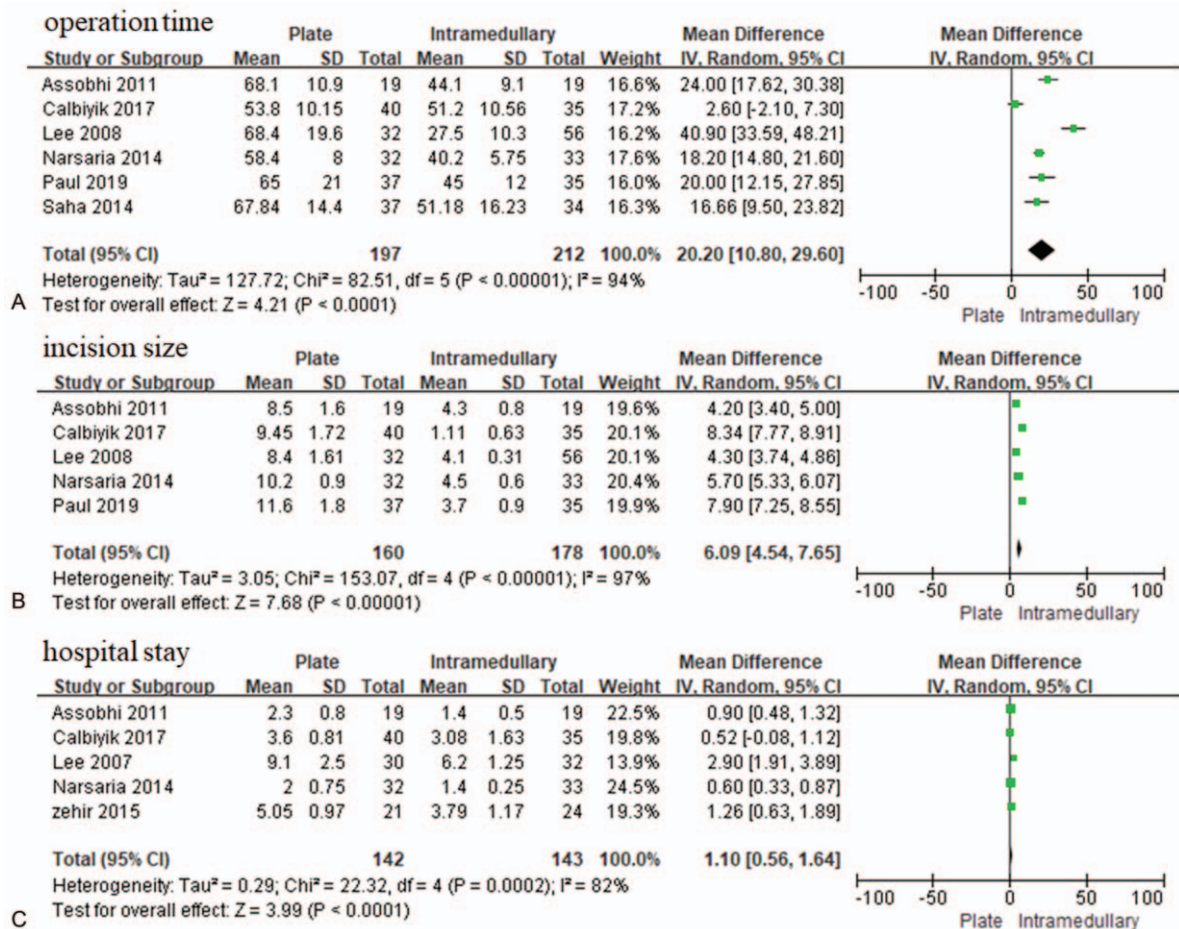 operation time
Plate Intramedullary Mean Difference Mean Difference
Study or Subgroup Mean SD Total Mean SD Total Weight IV, Random, 95% CI IV, Random, 95% CI
Assobhi 2011 68.1 10.9 19 44.1 9.1 19 16.6% 24.00 [17.62, 30.38]
Calbiyik 2017 53.8 10.15 40 51.2 10.56 35 17.2% 2.60 [-2.10, 7.30]
Lee 2008 68.4 19.6 32 27.5 10.3 56 16.2% 40.90 [33.59, 48.21]
Narsaria 2014 58.4 8 32 40.2 5.75 33 17.6% 18.20 [14.80, 21.60]
Paul 2019 65 21 37 45 12 35 16.0% 20.00 [12.15, 27.85]
Saha 2014 67.84 14.4 37 51.18 16.23 34 16.3% 16.66 [9.50, 23.82]
Total (95% CI) 197 212 100.0% 20.20 [10.80, 29.60]
Heterogeneity: Tau² = 127.72; Chi² = 82.51, df = 5 (P < 0.00001); I² = 94%
Test for overall effect: Z = 4.21 (P < 0.0001)
-100 -50 0 50 100
Plate Intramedullary
A
incision size
Plate Intramedullary Mean Difference Mean Difference
Study or Subgroup Mean SD Total Mean SD Total Weight IV, Random, 95% CI IV, Random, 95% CI
Assobhi 2011 8.5 1.6 19 4.3 0.8 19 19.6% 4.20 [3.40, 5.00]
Calbiyik 2017 9.45 1.72 40 1.11 0.63 35 20.1% 8.34 [7.77, 8.91]
Lee 2008 8.4 1.61 32 4.1 0.31 56 20.1% 4.30 [3.74, 4.86]
Narsaria 2014 10.2 0.9 32 4.5 0.6 33 20.4% 5.70 [5.33, 6.07]
Paul 2019 11.6 1.8 37 3.7 0.9 35 19.9% 7.90 [7.25, 8.55]
Total (95% CI) 160 178 100.0% 6.09 [4.54, 7.65]
Heterogeneity: Tau² = 3.05; Chi² = 153.07, df = 4 (P < 0.00001); I² = 97%
Test for overall effect: Z = 7.68 (P < 0.00001)
-100 -50 0 50 100
Plate Intramedullary
B
hospital stay
Plate Intramedullary Mean Difference Mean Difference
Study or Subgroup Mean SD Total Mean SD Total Weight IV, Random, 95% CI IV, Random, 95% CI
Assobhi 2011 2.3 0.8 19 1.4 0.5 19 22.5% 0.90 [0.48, 1.32]
Calbiyik 2017 3.6 0.81 40 3.08 1.63 35 19.8% 0.52 [-0.08, 1.12]
Lee 2007 9.1 2.5 30 6.2 1.25 32 13.9% 2.90 [1.91, 3.89]
Narsaria 2014 2 0.75 32 1.4 0.25 33 24.5% 0.60 [0.33, 0.87]
zehir 2015 5.05 0.97 21 3.79 1.17 24 19.3% 1.26 [0.63, 1.89]
Total (95% CI) 142 143 100.0% 1.10 [0.56, 1.64]
Heterogeneity: Tau² = 0.29; Chi² = 22.32, df = 4 (P = 0.0002); I² = 82%
Test for overall effect: Z = 3.99 (P < 0.0001)
-100 -50 0 50 100
Plate Intramedullary
C